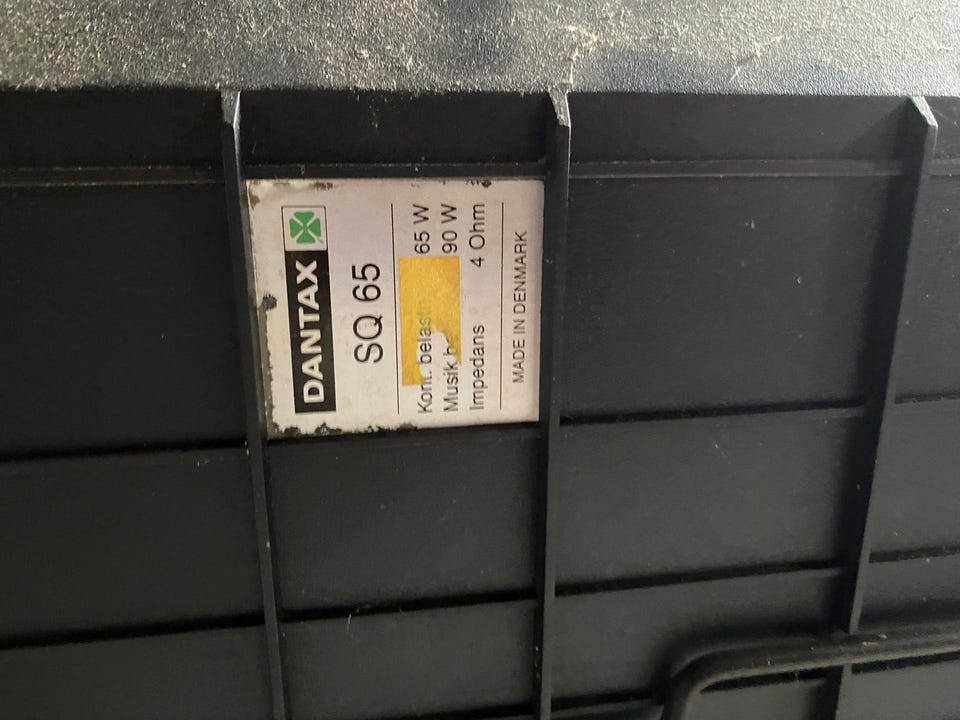 DANTAX
SQ 65
Kont. belastn. 65 W
Musik 90 W
Impedans 4 Ohm
MADE IN DENMARK